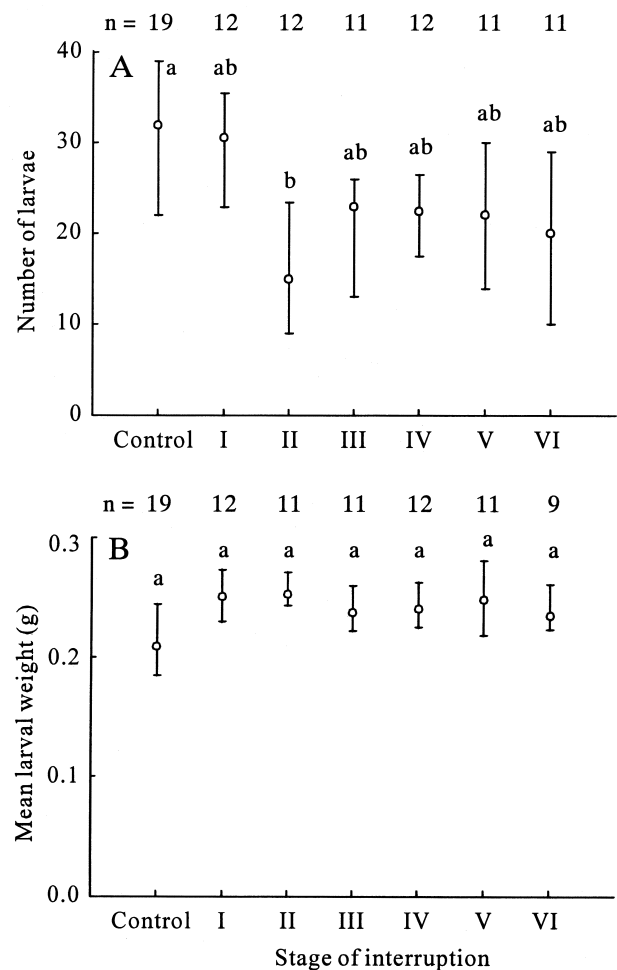 n = 19 12 12 11 12 11 11
A
40
30
20
10
0
Number of larvae
a ab b ab ab ab ab
Control I II III IV V VI
n = 19 12 11 11 12 11 9
B
0.3
0.2
0.1
0.0
Mean larval weight (g)
a a a a a a a
Control I II III IV V VI
Stage of interruption